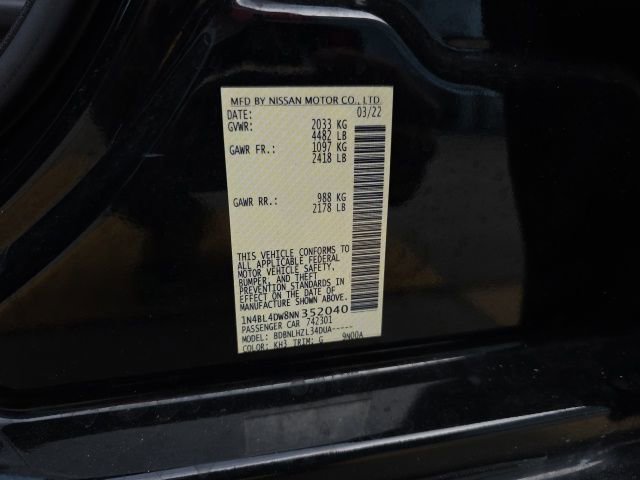 MFD BY NISSAN MOTOR CO., LTD
DATE: 03/22
GVWR: 2033 KG
4482 LB
GAWR FR.: 1097 KG
2418 LB
GAWR RR.: 988 KG
2178 LB
THIS VEHICLE CONFORMS TO
ALL APPLICABLE FEDERAL
MOTOR VEHICLE SAFETY,
BUMPER, AND THEFT
PREVENTION STANDARDS IN
EFFECT ON THE DATE OF
MANUFACTURE SHOWN ABOVE.
1N4BL4DW8NN352040
PASSENGER CAR 742301
MODEL: BDBNLHZL34DUA-----
COLOR: KH3 TRIM: G 9N00A